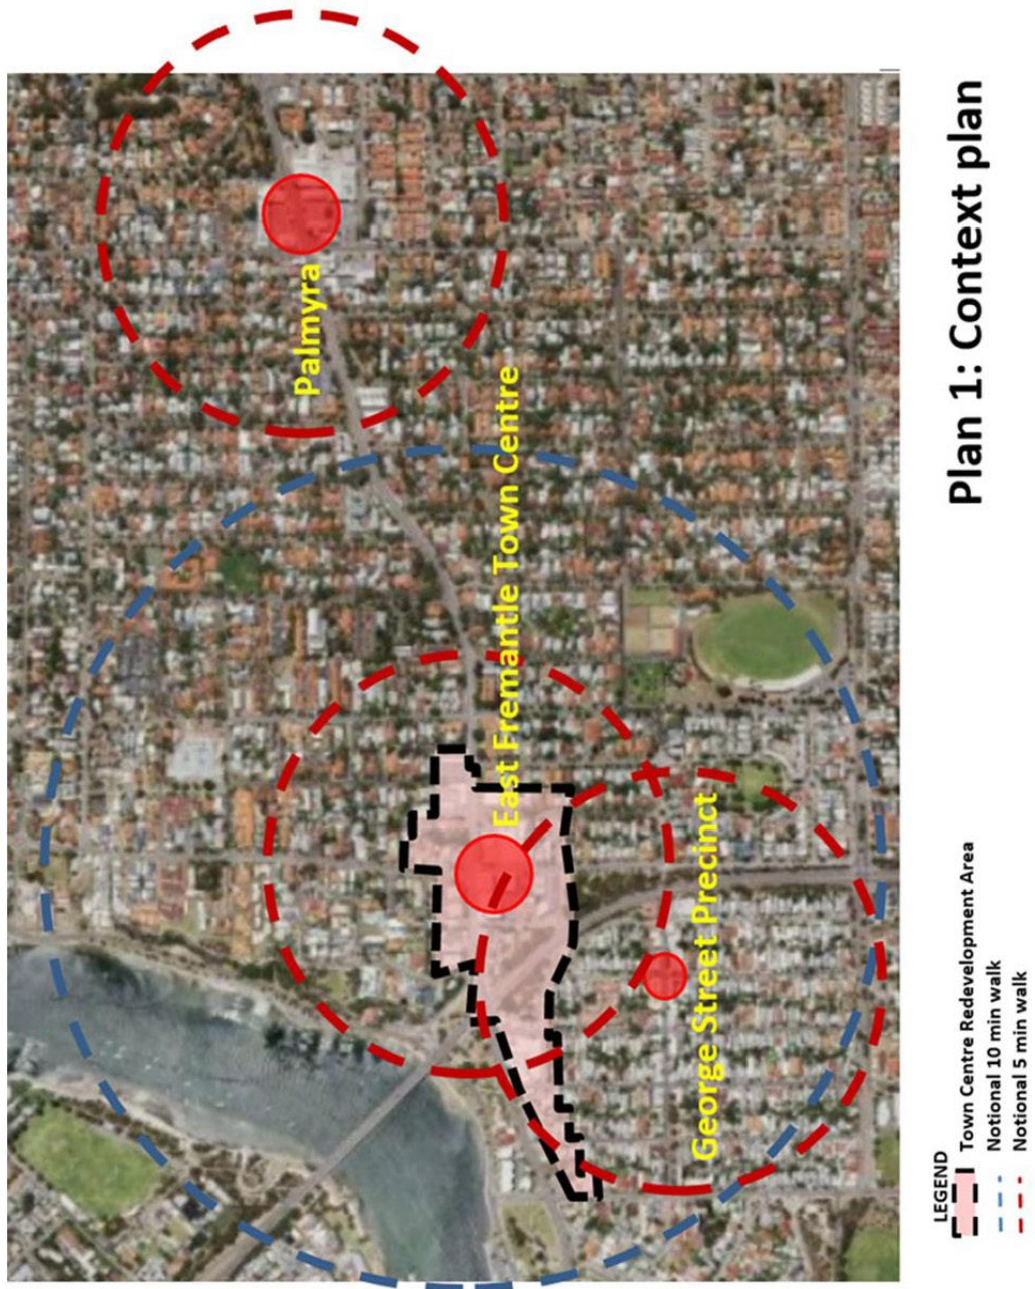 Palmyra
East Fremantle Town Centre
George Street Precinct
Plan 1: Context plan
LEGEND
Town Centre Redevelopment Area
Notional 10 min walk
Notional 5 min walk